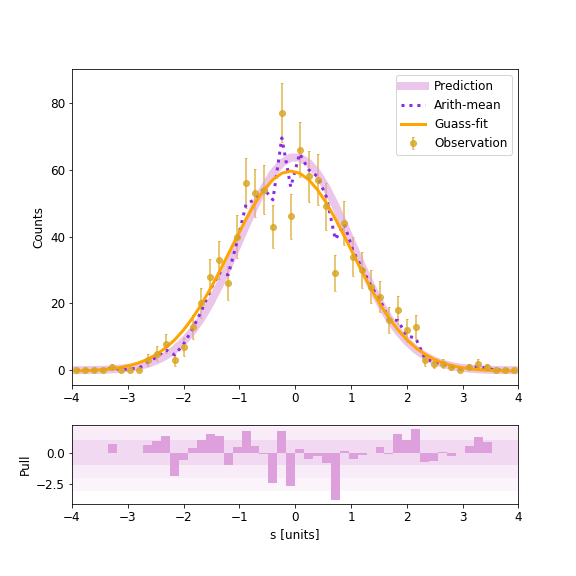 Prediction
Arith-mean
Guass-fit
Observation
80
60
40
20
0
Counts
−4 −3 −2 −1 0 1 2 3 4
0.0
−2.5
Pull
−4 −3 −2 −1 0 1 2 3 4
s [units]